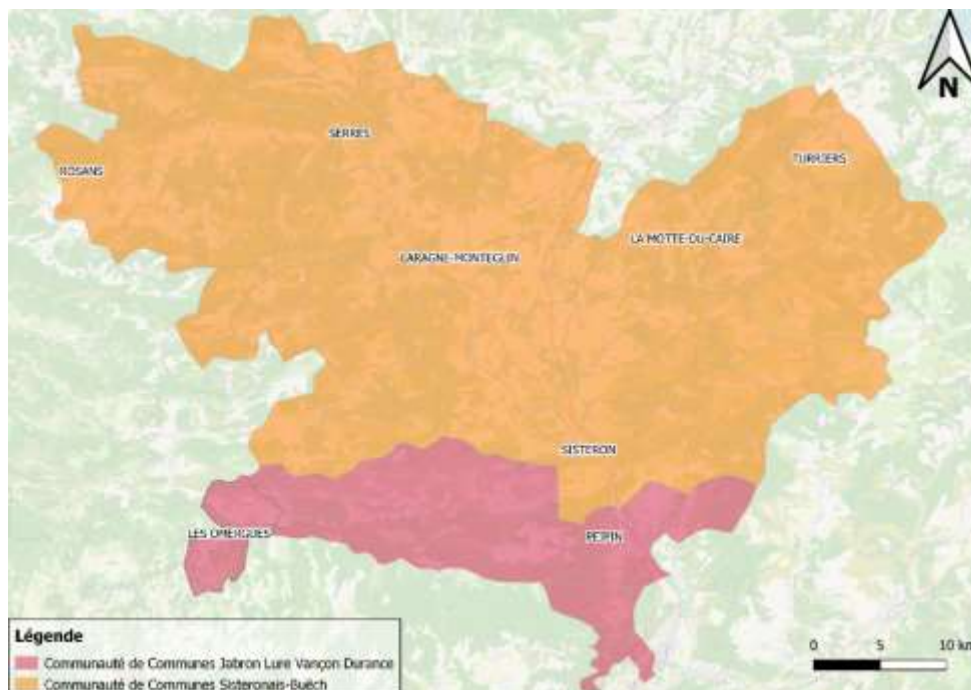 N
SERRES
TURRIERS
ROSANS
LA MOTTE-DU-CAIRE
LARAGNE-MONTEGLIN
SISTERON
LES OMERGUES
PEIPIN
Légende
Communauté de Communes Jabron Lure Vançon Durance
Communauté de Communes Sisteronais-Buëch
0 5 10 km